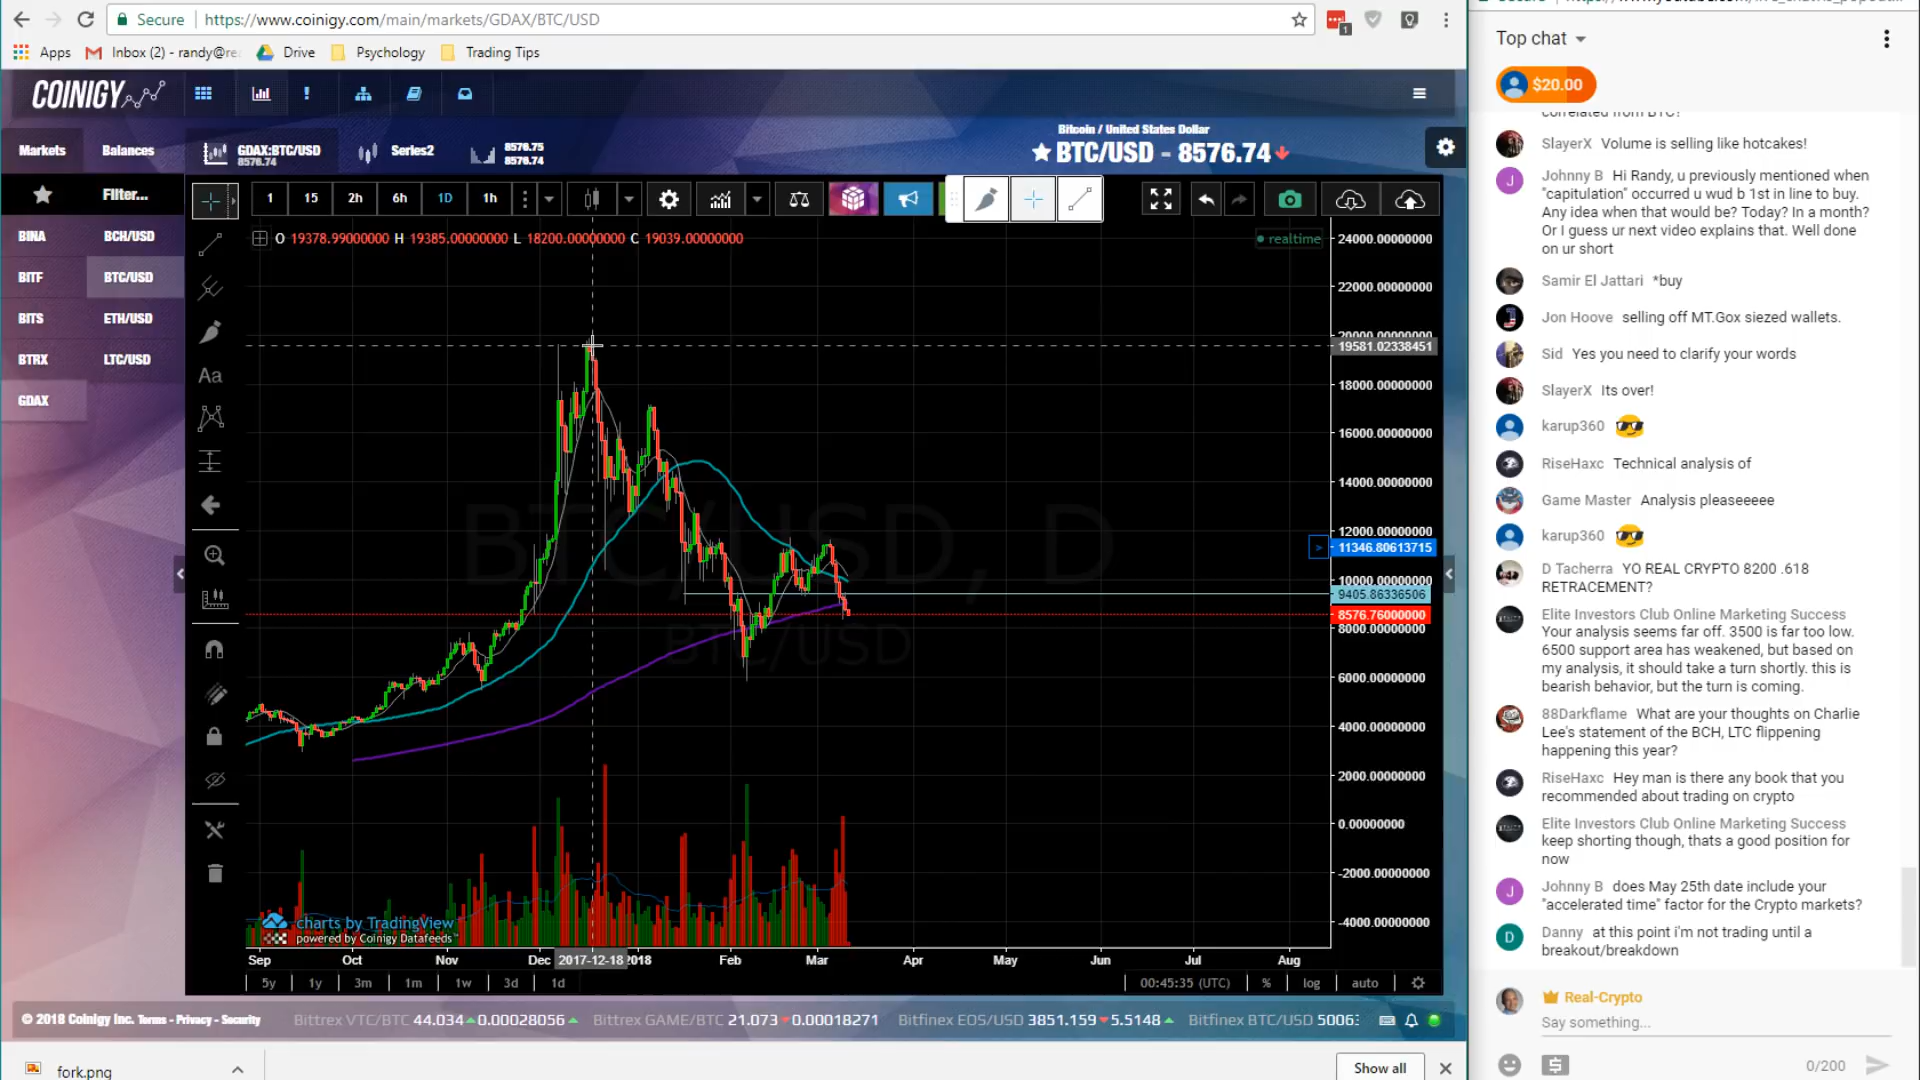 Secure
https://www.coinigy.com/main/markets/GDAX/BTC/USD
1
Apps
Inbox (2) - randy@re
Drive
Psychology
Trading Tips
COINIGY
Markets
Balances
GDAX:BTC/USD
8576.74
Series2
8576.75
8576.74
Bitcoin / United States Dollar
BTC/USD - 8576.74
Filter...
1
15
2h
6h
1D
1h
BINA
BCH/USD
BITF
BTC/USD
BITS
ETH/USD
BTRX
LTC/USD
GDAX
Aa
O 19378.99000000 H 19385.00000000 L 18200.00000000 C 19039.00000000
realtime
BTC/USD, D
BTC/USD
24000.00000000
22000.00000000
20000.00000000
19581.02338451
18000.00000000
16000.00000000
14000.00000000
12000.00000000
11346.80613715
10000.00000000
9405.86336506
8576.76000000
8000.00000000
6000.00000000
4000.00000000
2000.00000000
0.00000000
-2000.00000000
-4000.00000000
charts by TradingView
powered by Coinigy Datafeeds™
Sep
Oct
Nov
Dec
2017-12-18
2018
Feb
Mar
Apr
May
Jun
Jul
Aug
5y
1y
3m
1m
1w
3d
1d
00:45:35 (UTC)
%
log
auto
© 2018 Coinigy Inc. Terms - Privacy - Security
Bittrex VTC/BTC 44.034 0.00028056
Bittrex GAME/BTC 21.073 0.00018271
Bitfinex EOS/USD 3851.159 5.5148
Bitfinex BTC/USD 5006
fork.png
Show all
Top chat
$20.00
correlated from BTC?
SlayerX Volume is selling like hotcakes!
J
Johnny B Hi Randy, u previously mentioned when
"capitulation" occurred u wud b 1st in line to buy.
Any idea when that would be? Today? In a month?
Or I guess ur next video explains that. Well done
on ur short
Samir El Jattari *buy
Jon Hoove selling off MT.Gox siezed wallets.
Sid Yes you need to clarify your words
SlayerX Its over!
karup360
RiseHaxc Technical analysis of
Game Master Analysis pleaseeeee
karup360
D Tacherra YO REAL CRYPTO 8200 .618
RETRACEMENT?
Elite Investors Club Online Marketing Success
Your analysis seems far off. 3500 is far too low.
6500 support area has weakened, but based on
my analysis, it should take a turn shortly. this is
bearish behavior, but the turn is coming.
88Darkflame What are your thoughts on Charlie
Lee's statement of the BCH, LTC flippening
happening this year?
RiseHaxc Hey man is there any book that you
recommended about trading on crypto
Elite Investors Club Online Marketing Success
keep shorting though, thats a good position for
now
J
Johnny B does May 25th date include your
"accelerated time" factor for the Crypto markets?
D
Danny at this point i'm not trading until a
breakout/breakdown
Real-Crypto
Say something...
0/200